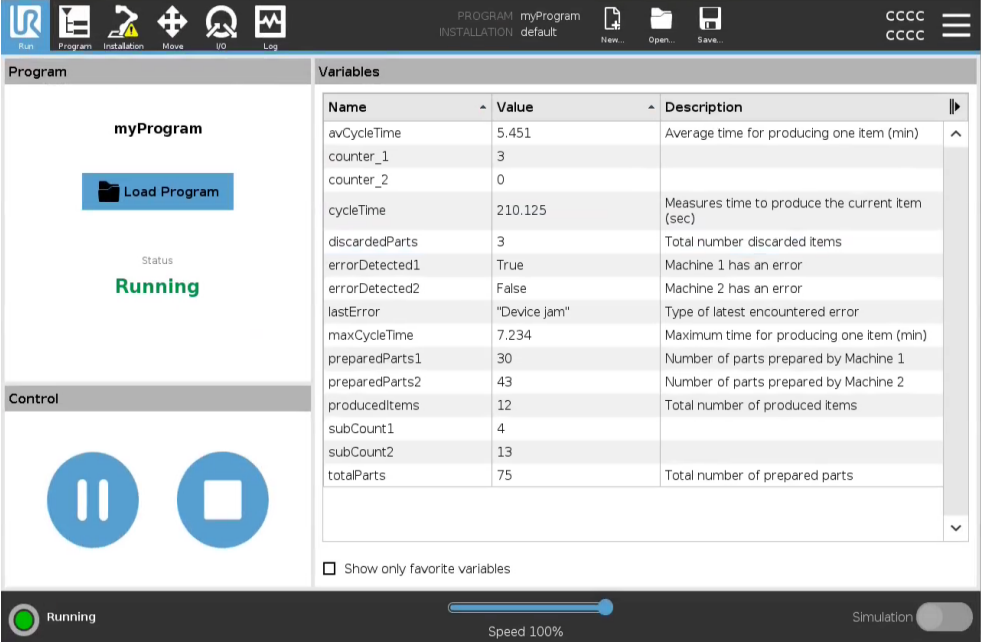 UR
PROGRAM myProgram
INSTALLATION default
CCCC
CCCC
Run Program Installation Move I/O Log New... Open... Save...
Program
myProgram
Load Program
Status
Running
Control
Variables
Name Value Description
avCycleTime 5.451 Average time for producing one item (min)
counter_1 3
counter_2 0
cycleTime 210.125 Measures time to produce the current item
(sec)
discardedParts 3 Total number discarded items
errorDetected1 True Machine 1 has an error
errorDetected2 False Machine 2 has an error
lastError "Device jam" Type of latest encountered error
maxCycleTime 7.234 Maximum time for producing one item (min)
preparedParts1 30 Number of parts prepared by Machine 1
preparedParts2 43 Number of parts prepared by Machine 2
producedItems 12 Total number of produced items
subCount1 4
subCount2 13
totalParts 75 Total number of prepared parts
Show only favorite variables
Running
Speed 100%
Simulation